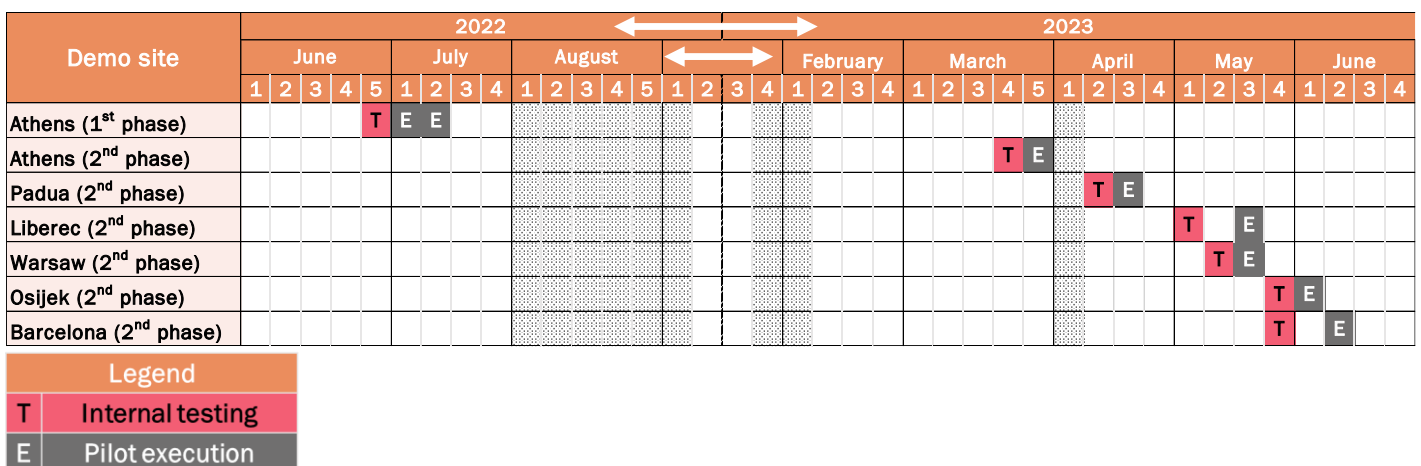 Demo site
2022 2023
June July August February March April May June
1 2 3 4 5 1 2 3 4 1 2 3 4 5 1 2 3 4 1 2 3 4 1 2 3 4 5 1 2 3 4 1 2 3 4 1 2 3 4
Athens (1st phase) T E E
Athens (2nd phase) T E
Padua (2nd phase) T E
Liberec (2nd phase) T E
Warsaw (2nd phase) T E
Osijek (2nd phase) T E
Barcelona (2nd phase) T E
Legend
T Internal testing
E Pilot execution